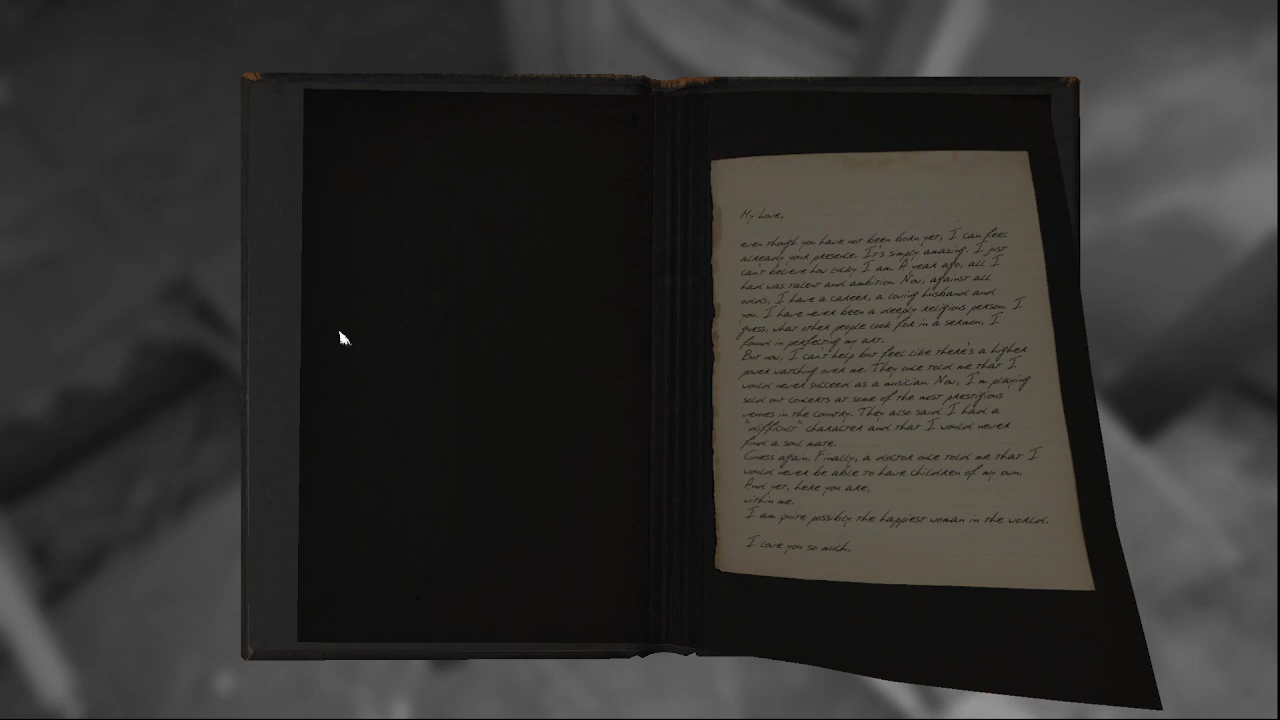 My Love,
even though you have not been born yet, I can feel
already your presence. It's simply amazing. I just
can't believe how lucky I am. A year ago, all I
had was talent and ambition. Now, against all
odds, I have a career, a loving husband and
you. I have never been a deeply religious person. I
guess, what other people look for in a sermon, I
found in perfecting my art.
But now, I can't help but feel like there's a higher
power watching over me. They once told me that I
would never succeed as a musician. Now, I'm playing
sold out concerts at some of the most prestigious
venues in the country. They also said I had a
"difficult" character and that I would never
find a soul mate.
Guess again. Finally, a doctor once told me that I
would never be able to have children of my own.
And yet, here you are,
within me.
I am quite possibly the happiest woman in the world.
I love you so much.